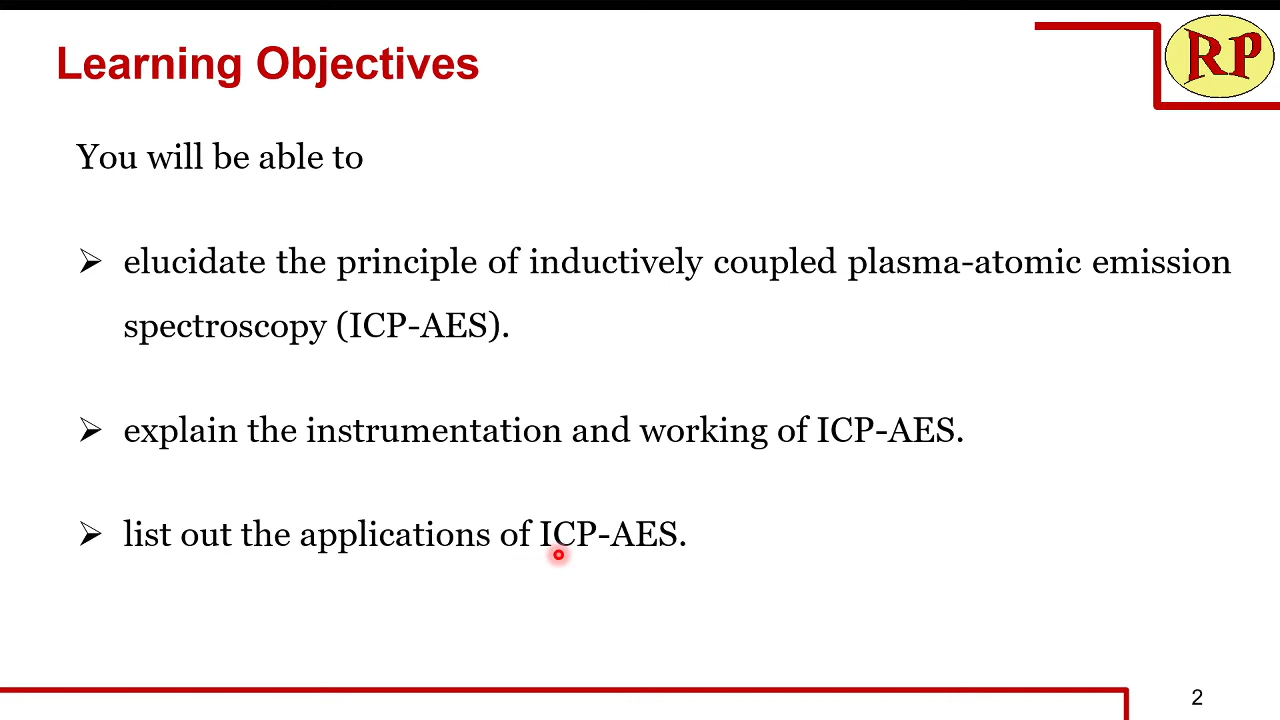 Learning Objectives
RP
You will be able to
➢ elucidate the principle of inductively coupled plasma-atomic emission
spectroscopy (ICP-AES).
➢ explain the instrumentation and working of ICP-AES.
➢ list out the applications of ICP-AES.
2